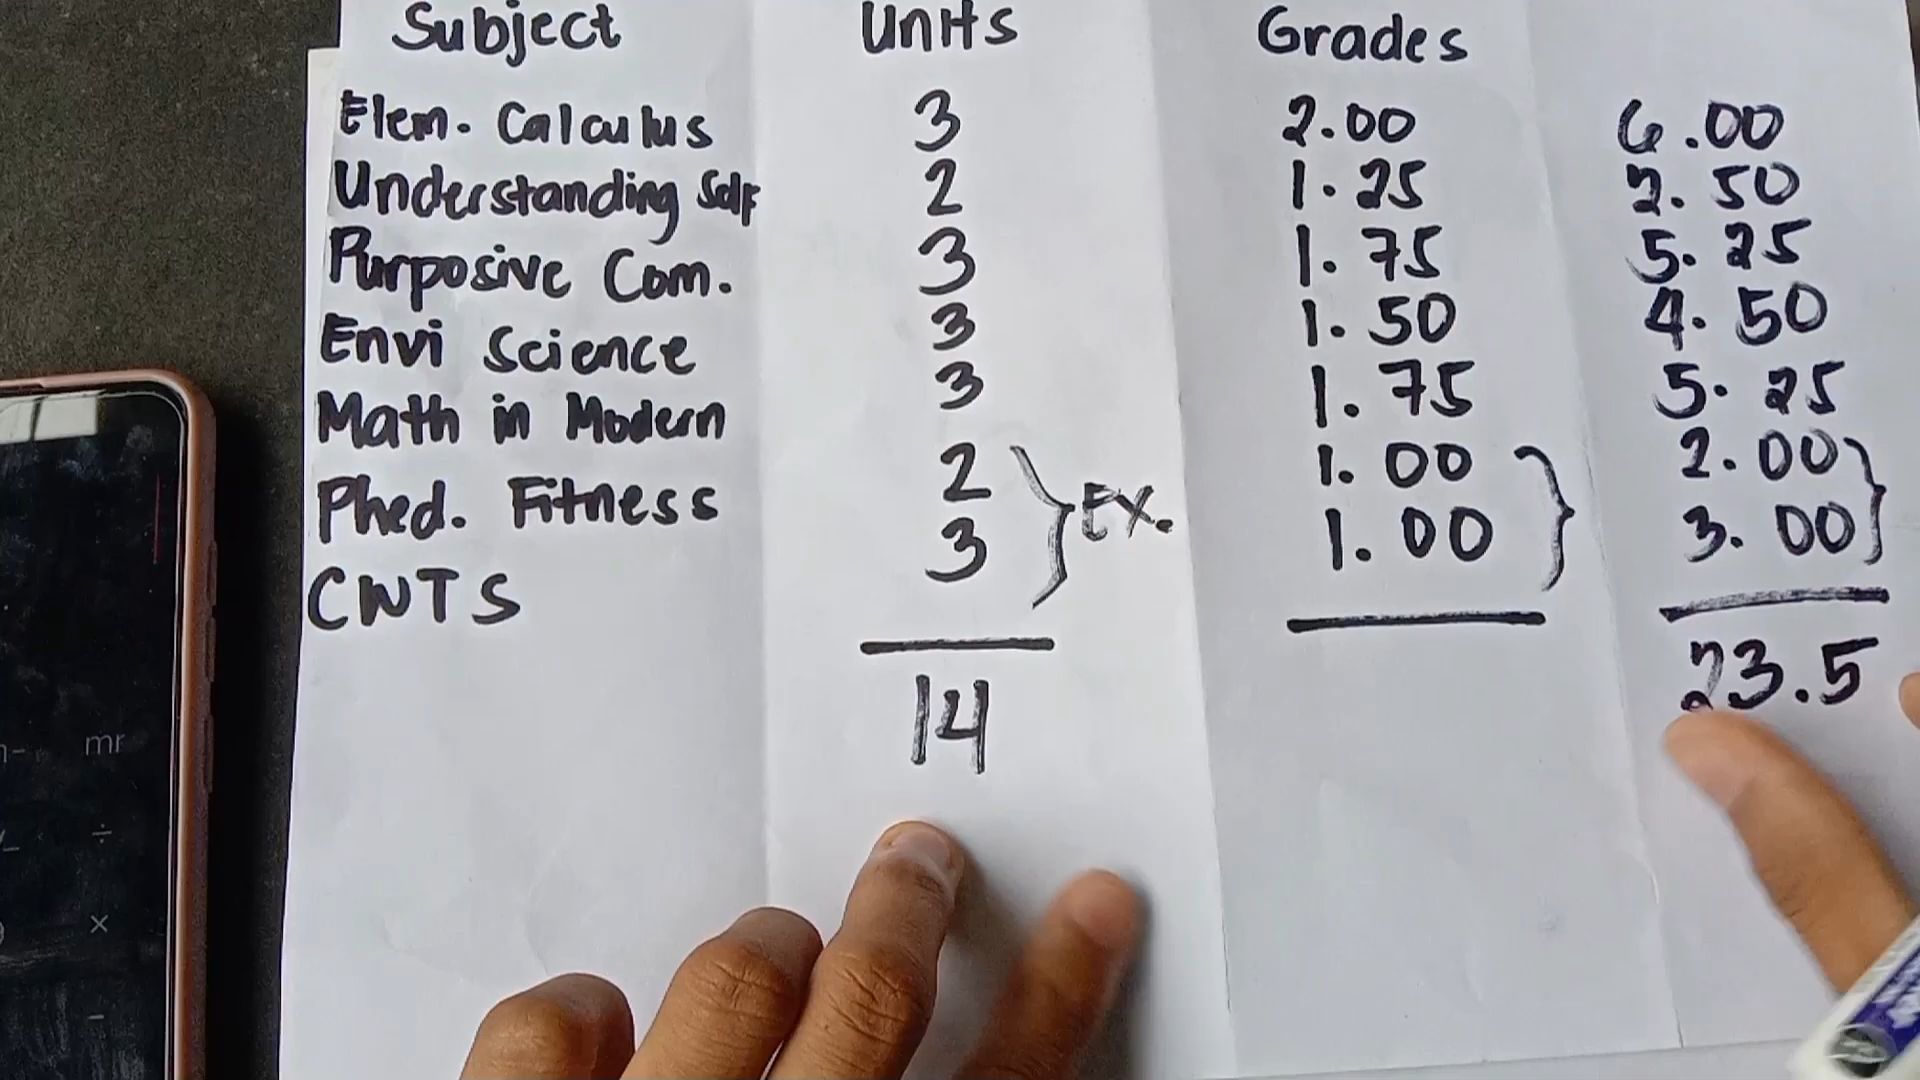 Subject Units Grades
Elem. Calculus 3 2.00 6.00
Understanding Self 2 1.25 2.50
Purposive Com. 3 1.75 5.25
Envi Science 3 1.50 4.50
Math in Modern 3 1.75 5.25
Phed. Fitness 2 1.00 2.00
CWTS 3 EX. 1.00 3.00
14 23.5
mr
÷
×
-